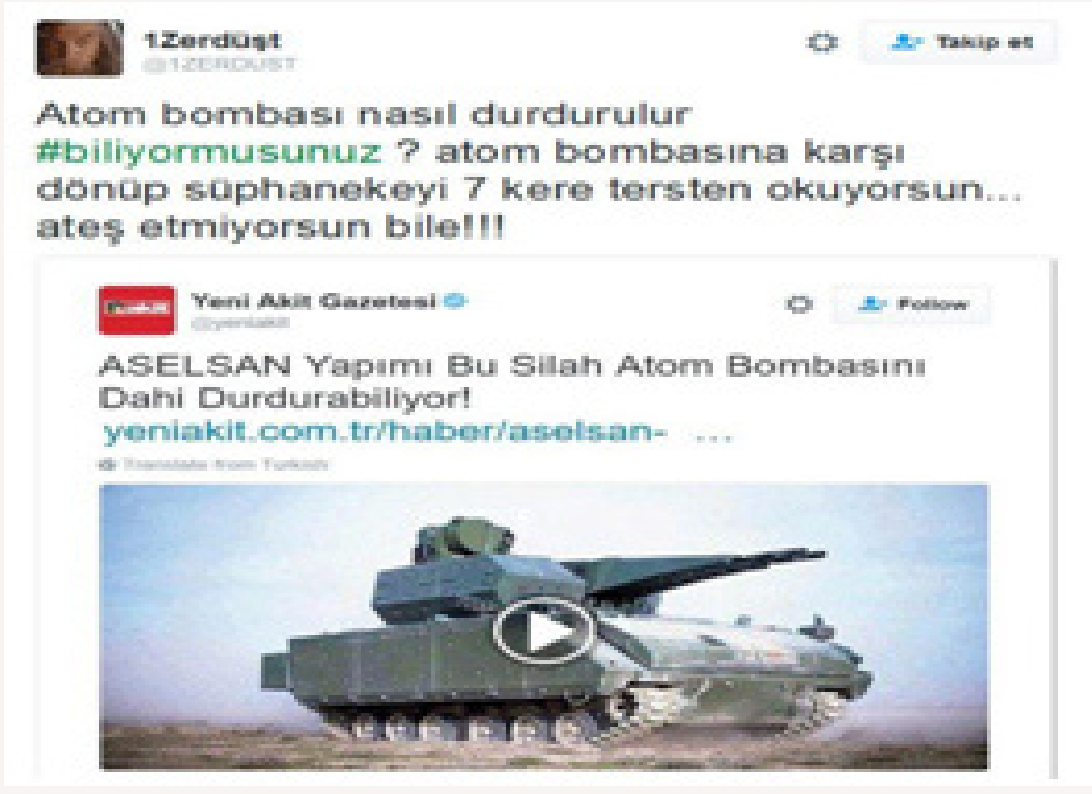 1Zerdüşt
@1ZERDUST
Takip et
Atom bombası nasıl durdurulur
#biliyormusunuz ? atom bombasına karşı
dönüp süphanekeyi 7 kere tersten okuyorsun...
ateş etmiyorsun bile!!!
Yeni Akit Gazetesi
@yeniakit
Follow
ASELSAN Yapımı Bu Silah Atom Bombasını
Dahi Durdurabiliyor!
yeniakit.com.tr/haber/aselsan- ...
Translate from Turkish